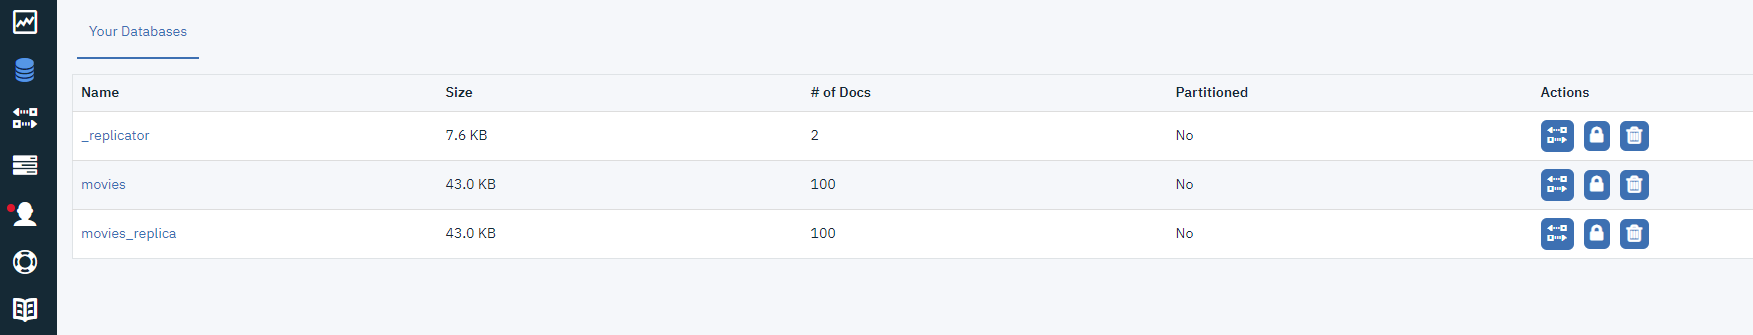 Your Databases
Name Size # of Docs Partitioned Actions
_replicator 7.6 KB 2 No
movies 43.0 KB 100 No
movies_replica 43.0 KB 100 No